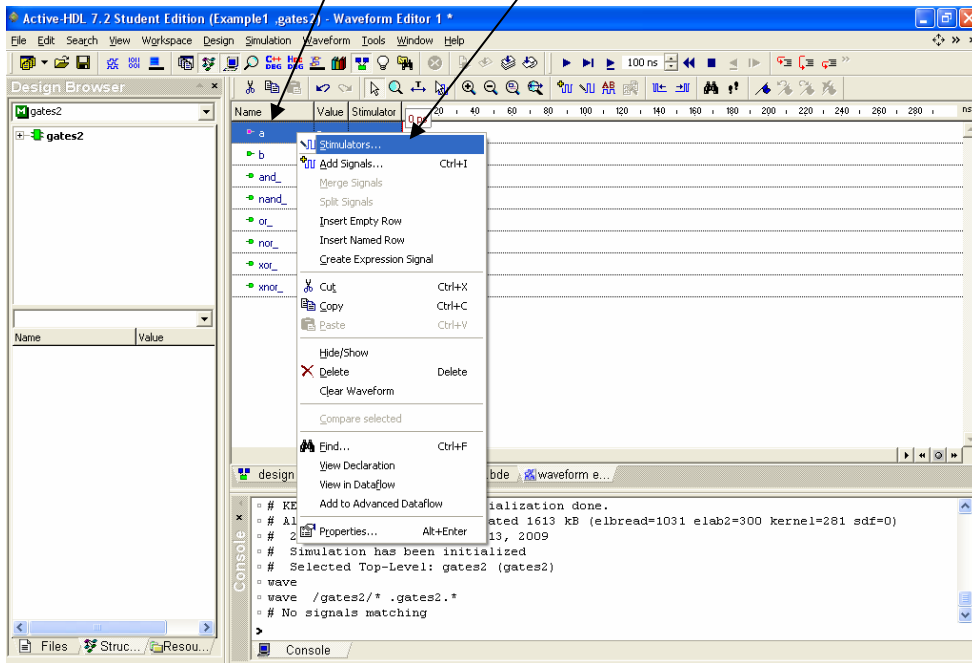 Active-HDL 7.2 Student Edition (Example1 ,gates2) - Waveform Editor 1 *
File Edit Search View Workspace Design Simulation Waveform Tools Window Help
100 ns
Design Browser
gates2
gates2
Name Value
Name Value Stimulator 20 40 60 80 100 120 140 160 180 200 220 240 260 280 ns
0 ps
a
b
and_
nand_
or_
nor_
xor_
xnor_
Stimulators...
Add Signals... Ctrl+I
Merge Signals
Split Signals
Insert Empty Row
Insert Named Row
Create Expression Signal
Cut Ctrl+X
Copy Ctrl+C
Paste Ctrl+V
Hide/Show
Delete Delete
Clear Waveform
Compare selected
Find... Ctrl+F
View Declaration
View in Dataflow
Add to Advanced Dataflow
Properties... Alt+Enter
design .bde waveform e...
# KE ialization done.
# Al ated 1613 kB (elbread=1031 elab2=300 kernel=281 sdf=0)
# 2 13, 2009
# Simulation has been initialized
# Selected Top-Level: gates2 (gates2)
wave
wave /gates2/* .gates2.*
# No signals matching
>
Console
Console
Files Struc... Resou...